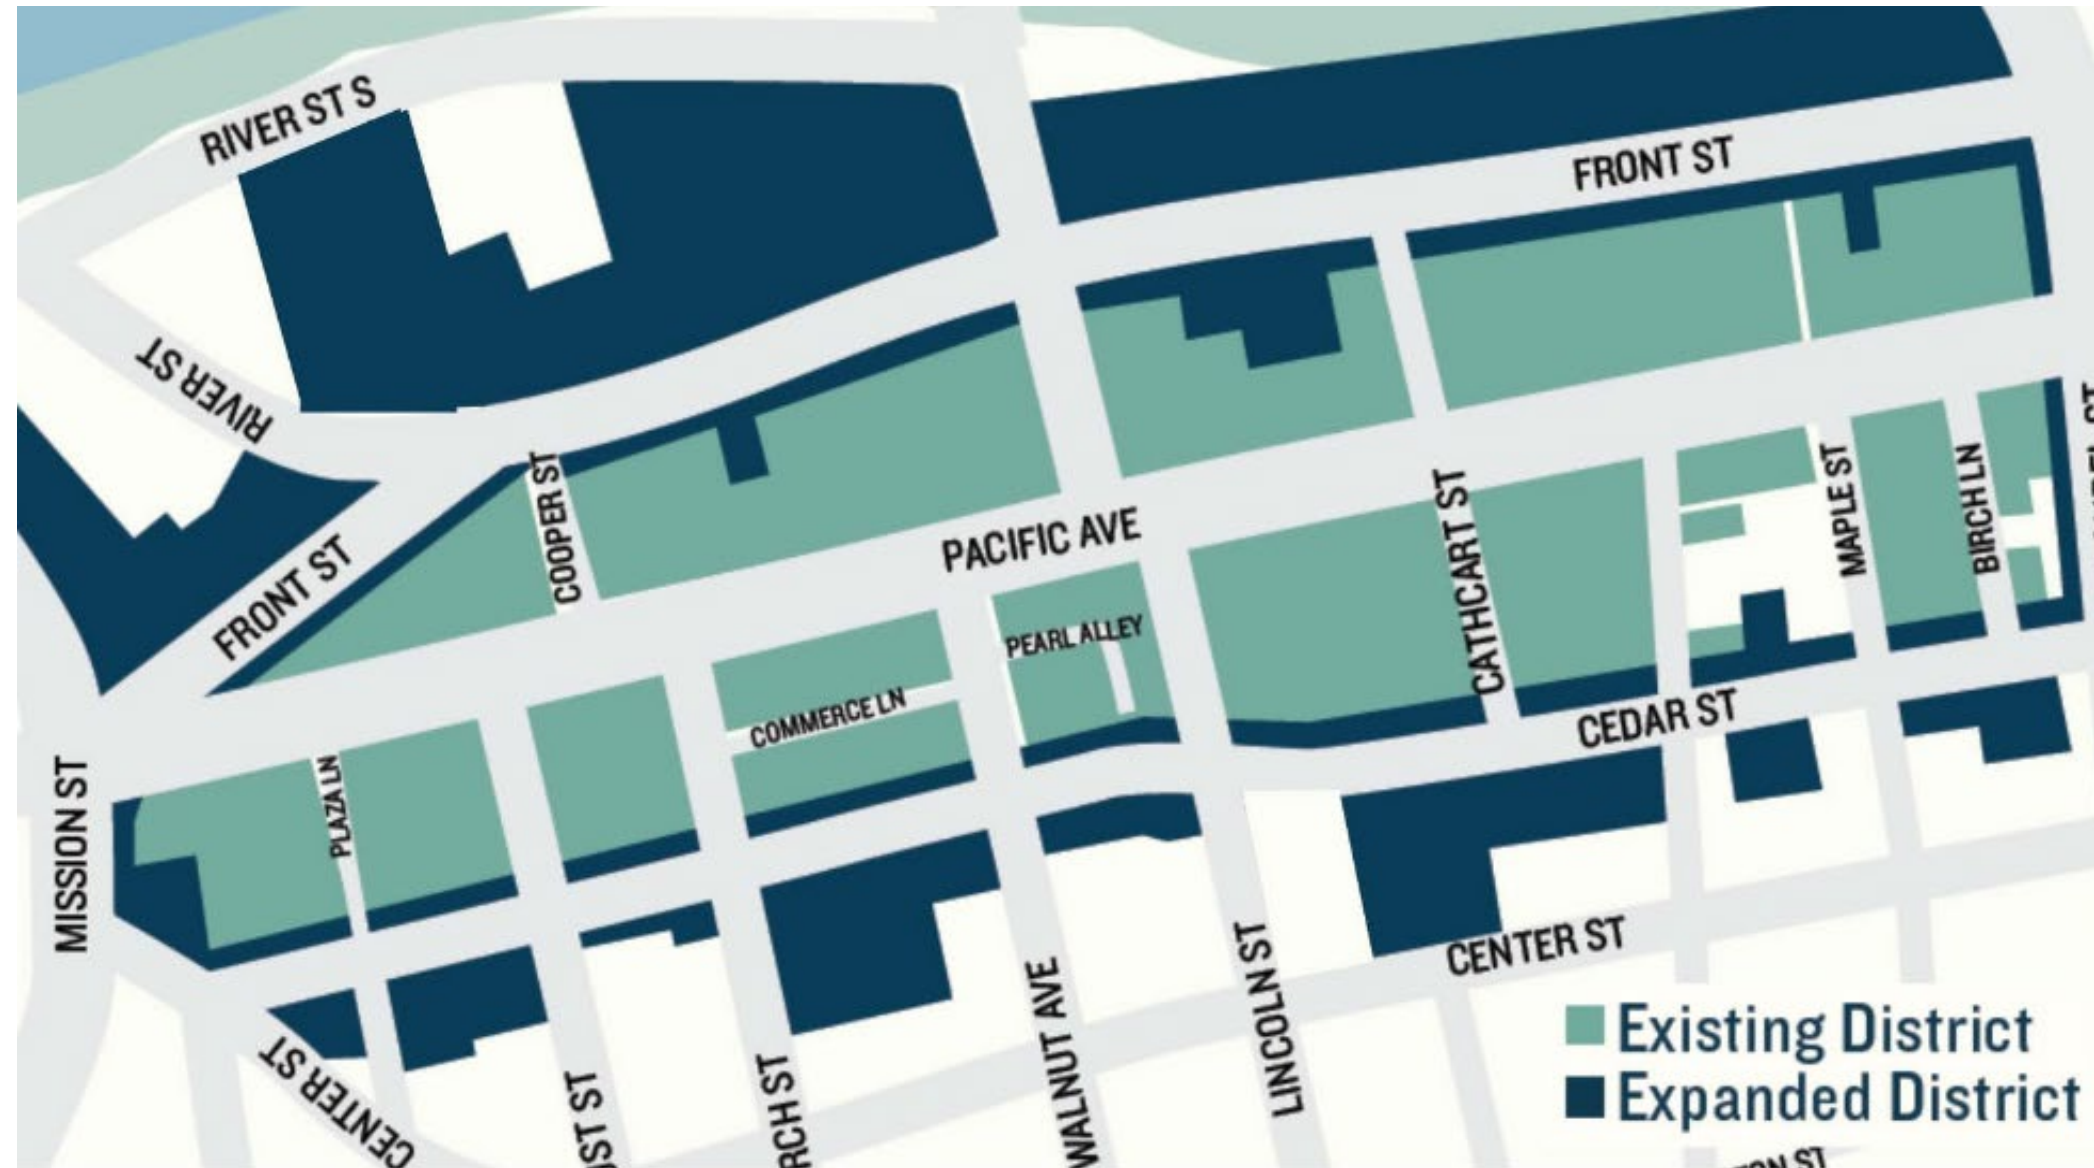 RIVER ST S
FRONT ST
RIVER ST
COOPER ST
PACIFIC AVE
CATHCART ST
MAPLE ST
BIRCH LN
FRONT ST
PEARL ALLEY
COMMERCE LN
CEDAR ST
PLAZA LN
MISSION ST
CENTER ST
WALNUT AVE
LINCOLN ST
CENTER ST
Existing District
Expanded District